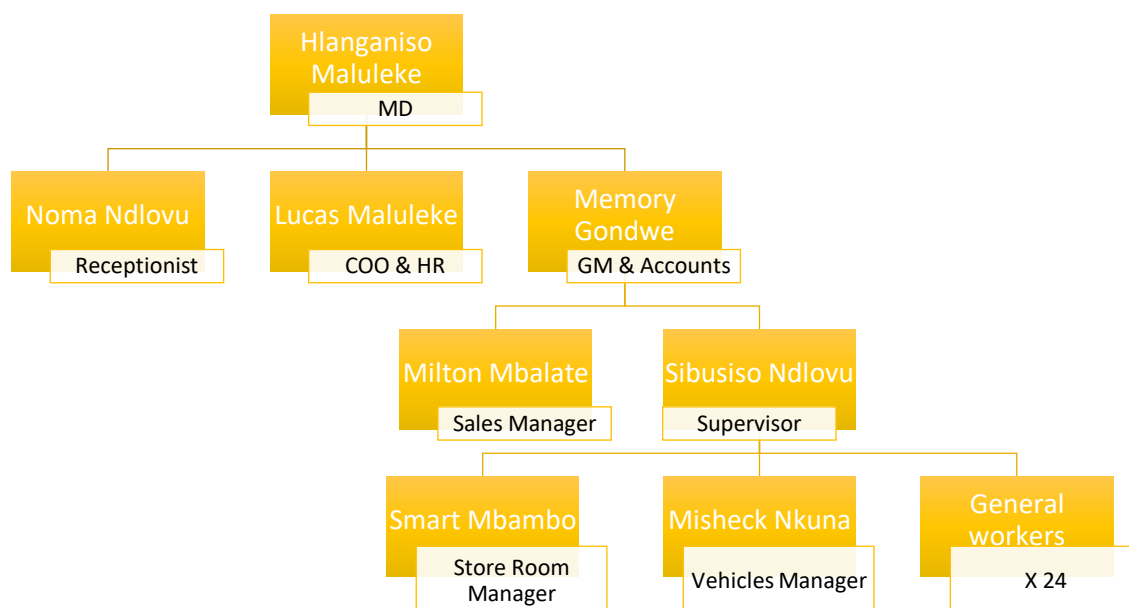 Hlanganiso
Maluleke
MD
Noma Ndlovu
Receptionist
Lucas Maluleke
COO & HR
Memory
Gondwe
GM & Accounts
Milton Mbalate
Sales Manager
Sibusiso Ndlovu
Supervisor
Smart Mbambo
Store Room
Manager
Misheck Nkuna
Vehicles Manager
General
workers
X 24